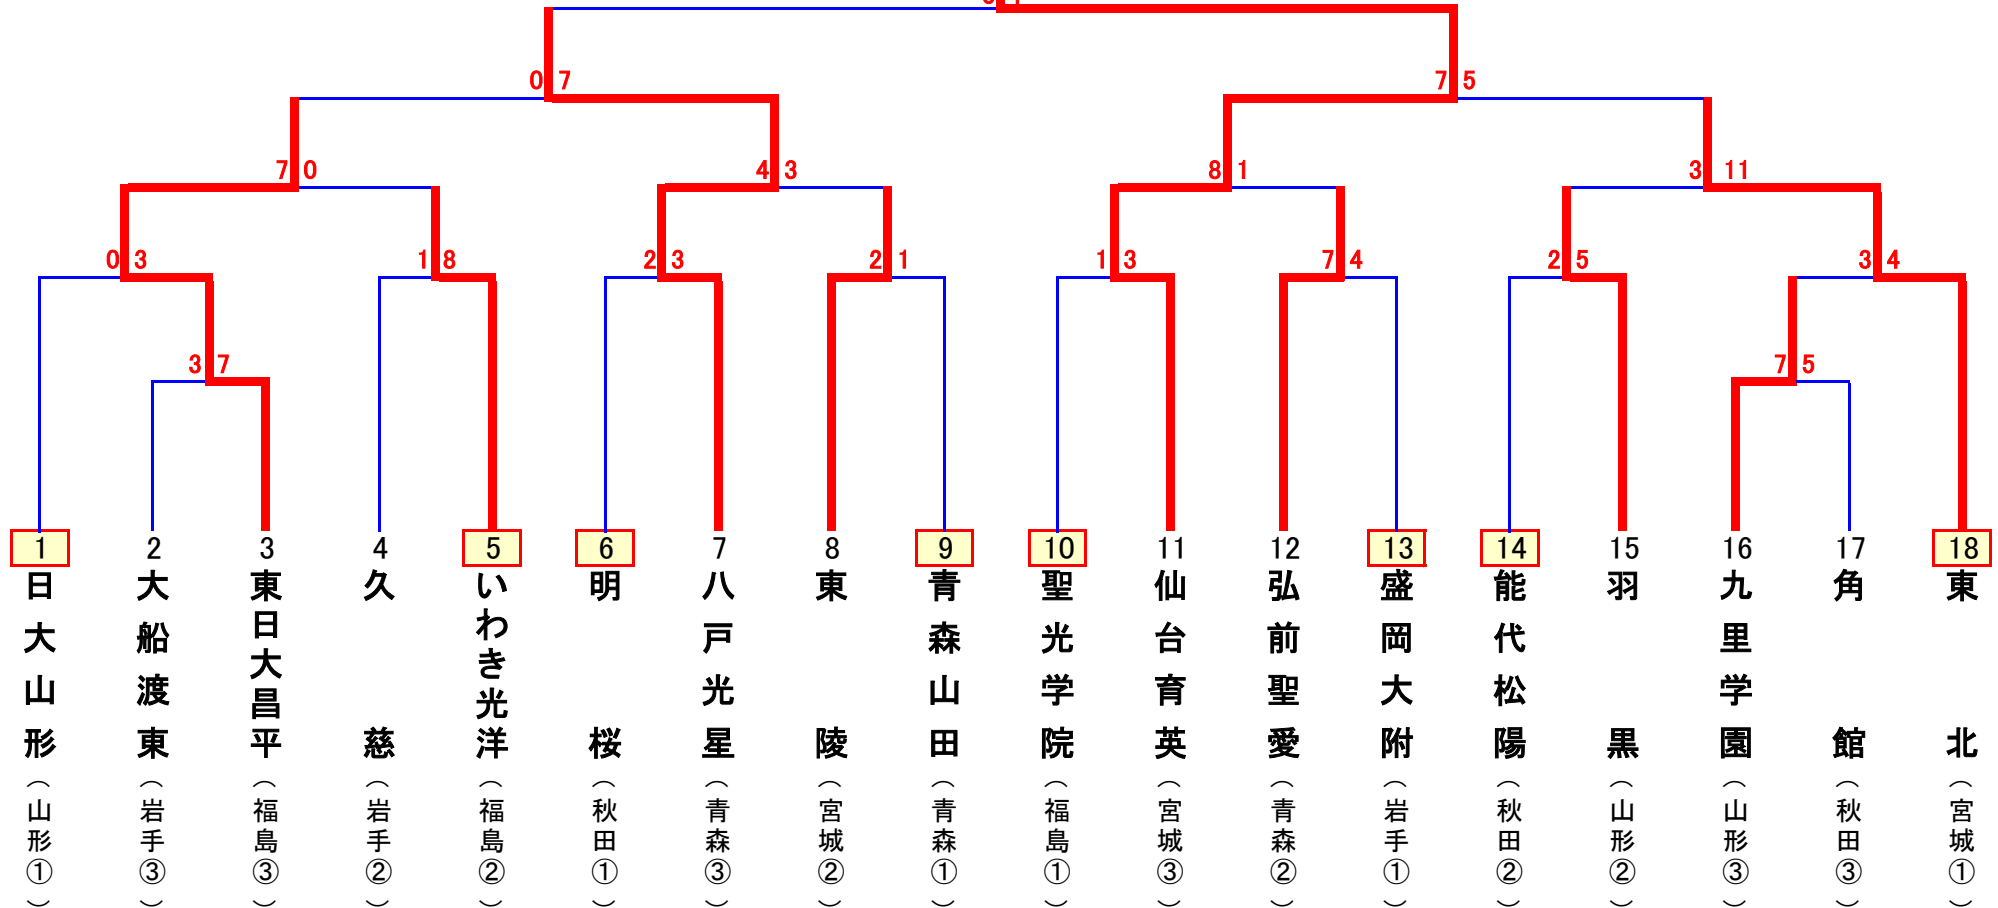 0 7
7 5
7 0
4 3
8 1
3 11
0 3
1 8
2 3
2 1
1 3
7 4
2 5
3 4
3 7
7 5
1
日大山形(山形①)
2
大船渡東(岩手③)
3
東日大昌平(福島③)
4
久慈(岩手②)
5
いわき光洋(福島②)
6
明桜(秋田①)
7
八戸光星(青森③)
8
東陵(宮城②)
9
青森山田(青森①)
10
聖光学院(福島①)
11
仙台育英(宮城③)
12
弘前聖愛(青森②)
13
盛岡大附(岩手①)
14
能代松陽(秋田②)
15
羽黒(山形②)
16
九里学園(山形③)
17
角館(秋田③)
18
東北(宮城①)